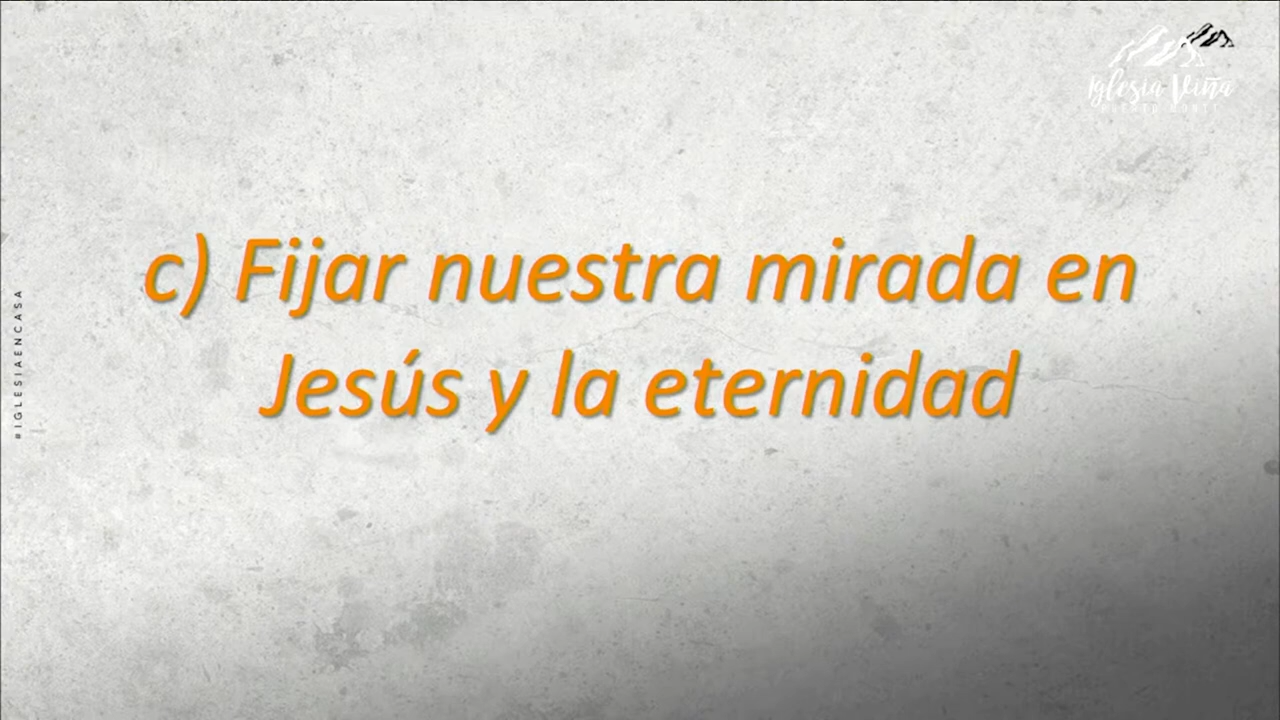 Iglesia Viña
c) Fijar nuestra mirada en
Jesús y la eternidad
#IGLESIAENCASA